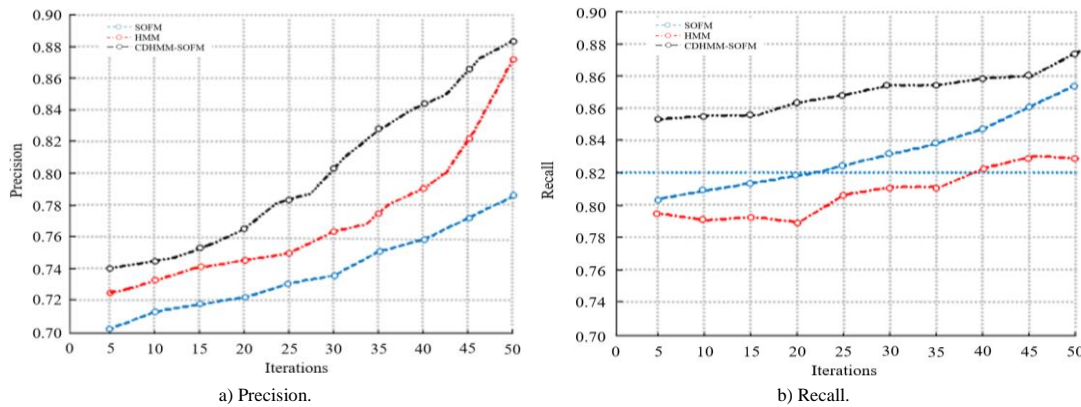 0.90
0.88
0.86
0.84
0.82
0.80
0.78
0.76
0.74
0.72
0.70
Precision
SOFM
HMM
CDHMM-SOFM
0 5 10 15 20 25 30 35 40 45 50
Iterations
a) Precision.
0.90
0.88
0.86
0.84
0.82
0.80
0.78
0.76
0.74
0.70
Recall
SOFM
HMM
CDHMM-SOFM
0 5 10 15 20 25 30 35 40 45 50
Iterations
b) Recall.